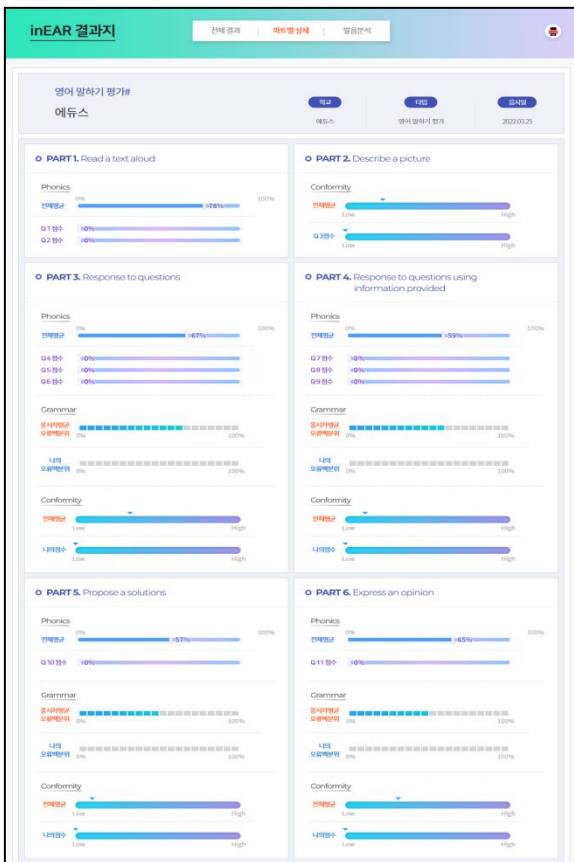 inEAR 결과지
전체 결과 | 파트별 상세 | 발음분석
영어 말하기 평가#
에듀스
학교
에듀스
타입
영어 말하기 평가
응시일
2022.03.25
PART 1. Read a text aloud
Phonics
0% 100%
전체평균 78%
Q 1 점수 0%
Q 2 점수 0%
PART 2. Describe a picture
Conformity
전체평균
Low High
Q 3점수
Low High
PART 3. Response to questions
Phonics
0% 100%
전체평균 67%
Q 4 점수 0%
Q 5 점수 0%
Q 6 점수 0%
Grammar
응시자평균
오류백분위 0% 100%
나의
오류백분위 0% 100%
Conformity
전체평균
Low High
나의점수
Low High
PART 4. Response to questions using
information provided
Phonics
0% 100%
전체평균 59%
Q 7 점수 0%
Q 8 점수 0%
Q 9 점수 0%
Grammar
응시자평균
오류백분위 0% 100%
나의
오류백분위 0% 100%
Conformity
전체평균
Low High
나의점수
Low High
PART 5. Propose a solutions
Phonics
0% 100%
전체평균 57%
Q 10 점수 0%
Grammar
응시자평균
오류백분위 0% 100%
나의
오류백분위 0% 100%
Conformity
전체평균
Low High
나의점수
Low High
PART 6. Express an opinion
Phonics
0% 100%
전체평균 65%
Q 11 점수 0%
Grammar
응시자평균
오류백분위 0% 100%
나의
오류백분위 0% 100%
Conformity
전체평균
Low High
나의점수
Low High